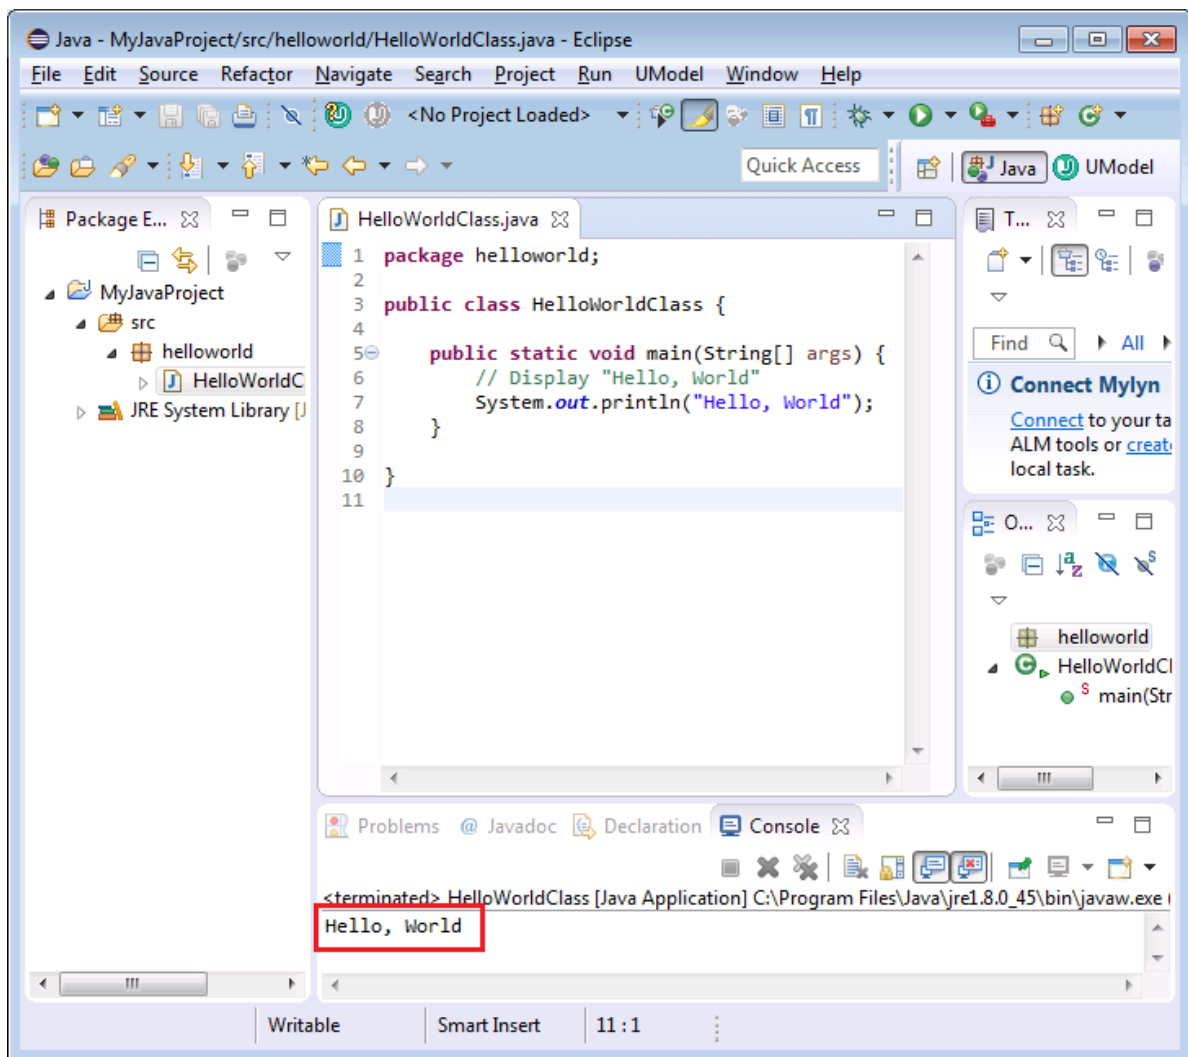 Java - MyJavaProject/src/helloworld/HelloWorldClass.java - Eclipse
File Edit Source Refactor Navigate Search Project Run UModel Window Help
<No Project Loaded>
Quick Access
Java
UModel
Package E...
MyJavaProject
src
helloworld
HelloWorldC
JRE System Library [J
HelloWorldClass.java
1 package helloworld;
2
3 public class HelloWorldClass {
4
5 public static void main(String[] args) {
6 // Display "Hello, World"
7 System.out.println("Hello, World");
8 }
9
10 }
11
T...
Find
All
Connect Mylyn
Connect to your ta
ALM tools or creat
local task.
O...
helloworld
HelloWorldCl
main(Str
Problems @ Javadoc Declaration Console
<terminated> HelloWorldClass [Java Application] C:\Program Files\Java\jre1.8.0_45\bin\javaw.exe (
Hello, World
Writable Smart Insert 11 : 1